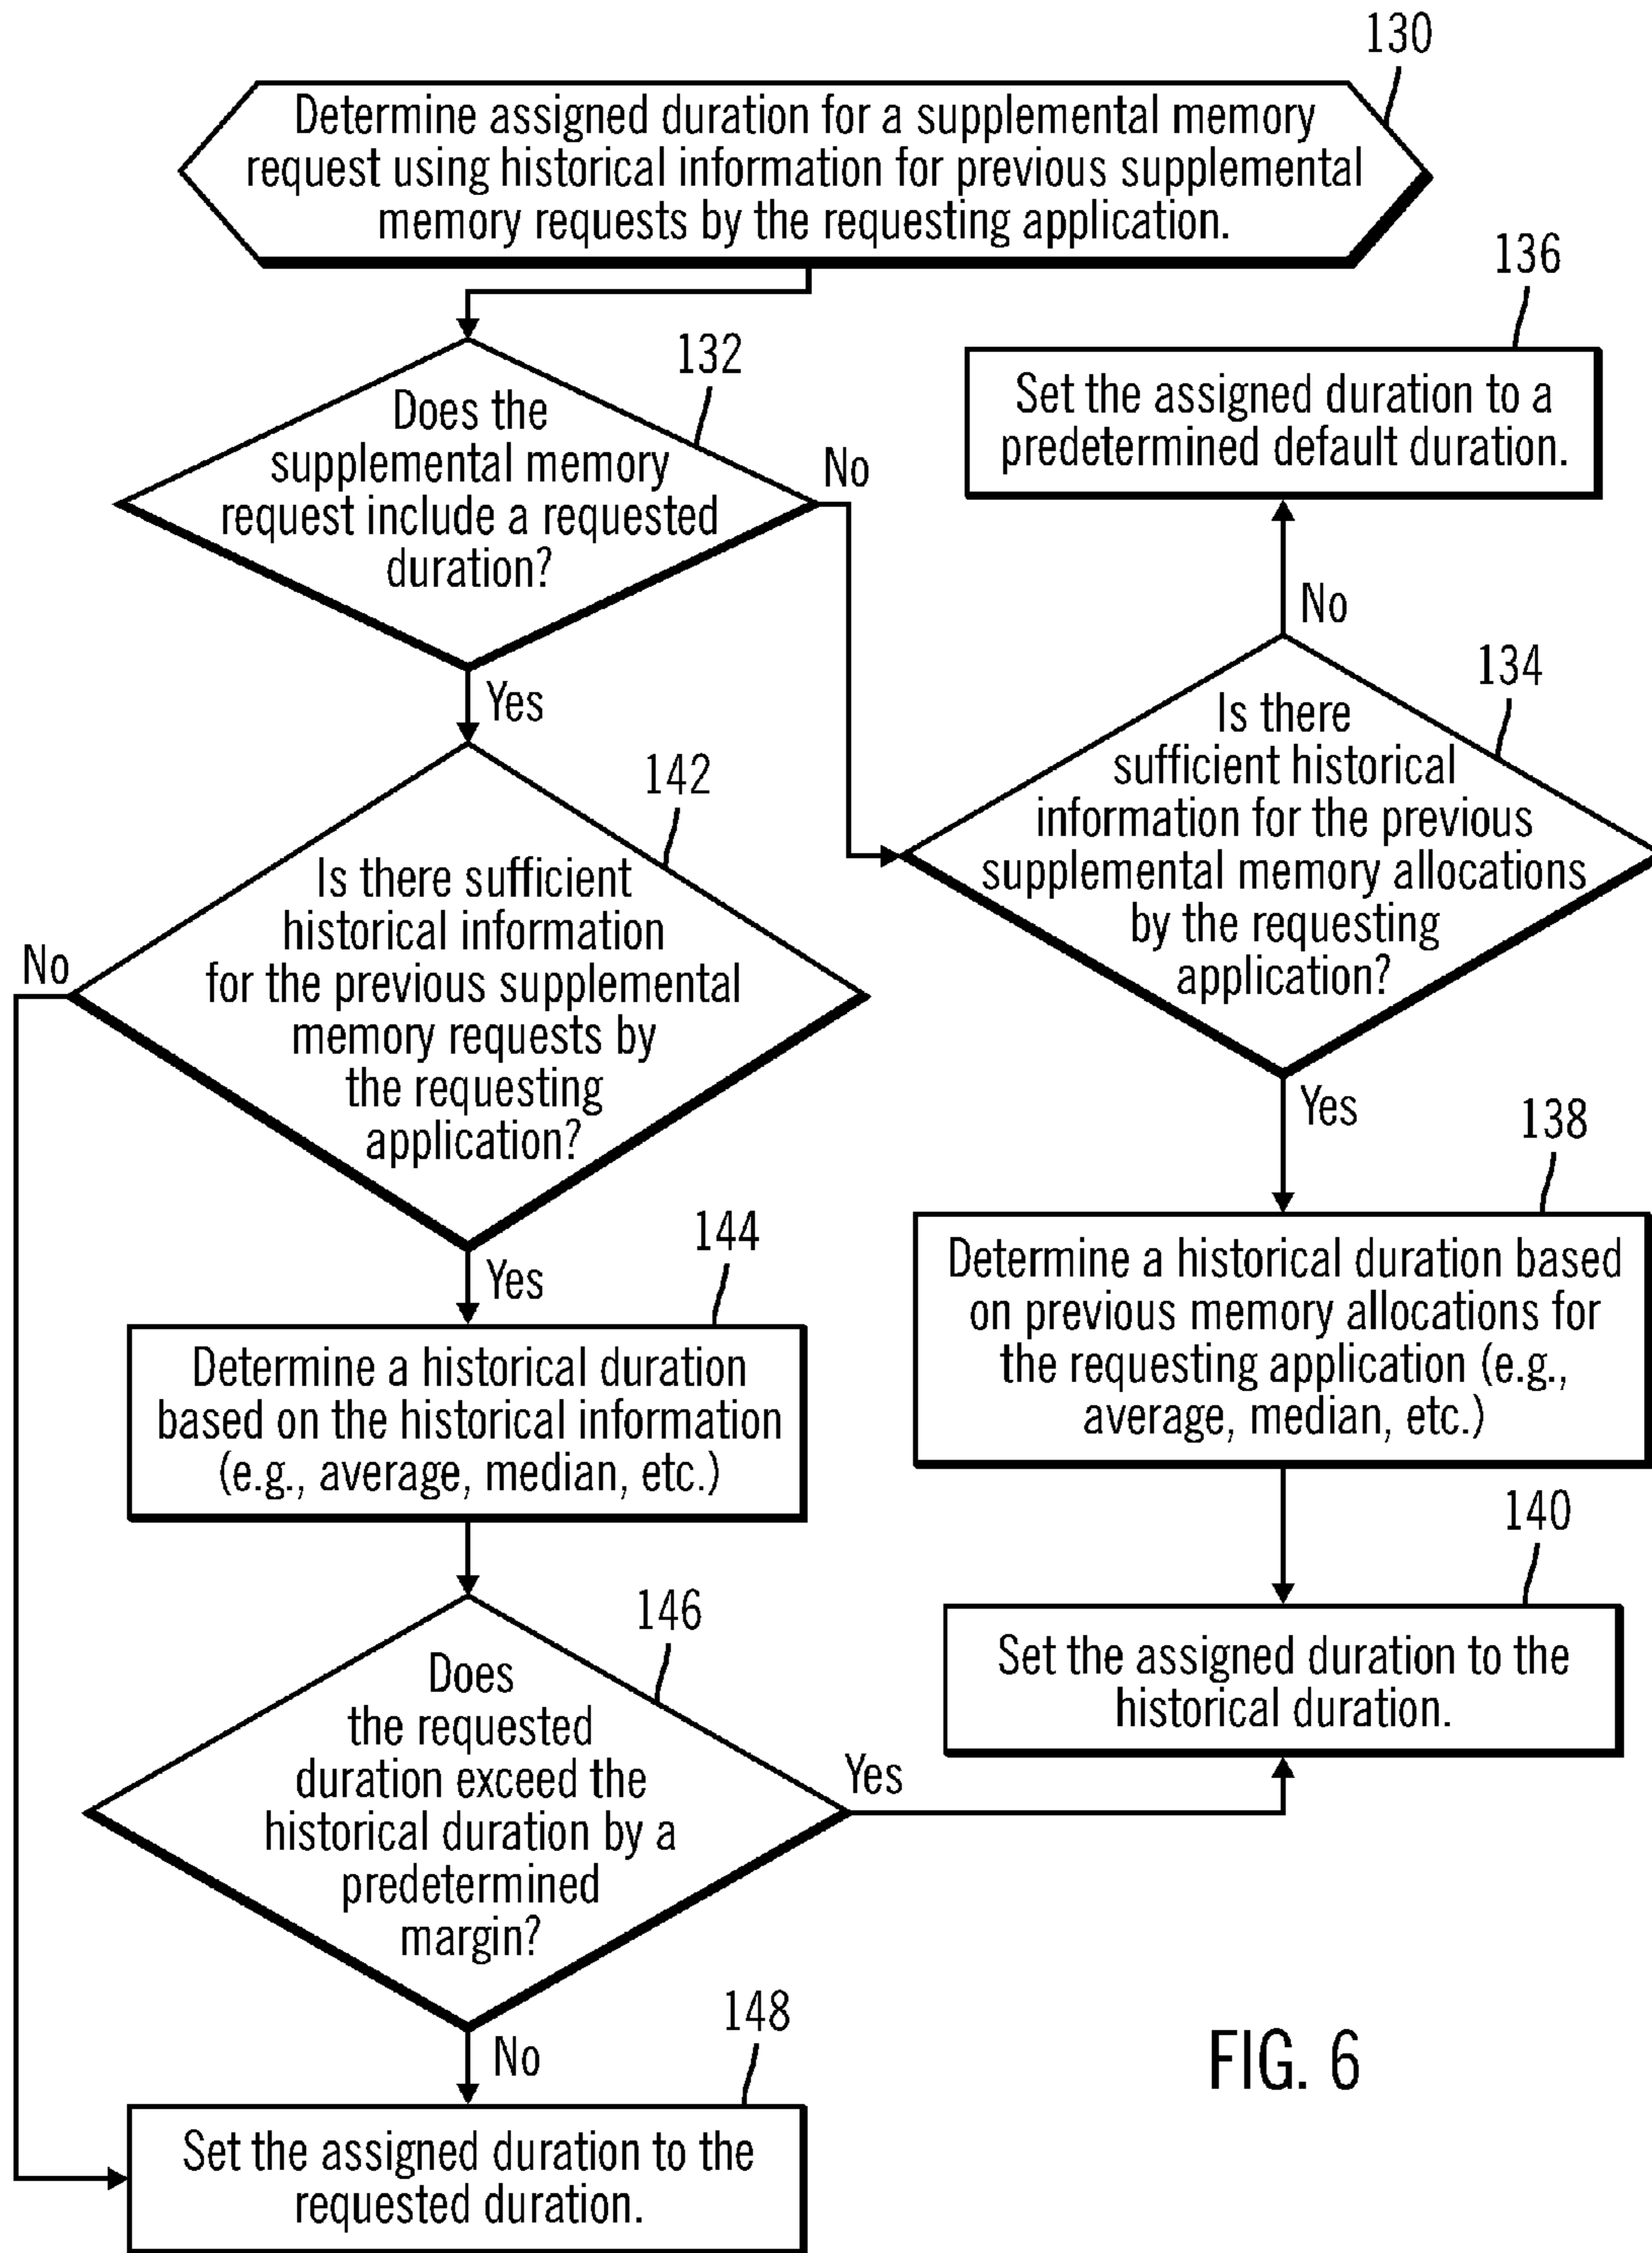 130
Determine assigned duration for a supplemental memory
request using historical information for previous supplemental
memory requests by the requesting application.
132
Does the
supplemental memory
request include a requested
duration?
No
Yes
136
Set the assigned duration to a
predetermined default duration.
No
134
Is there
sufficient historical
information for the previous
supplemental memory allocations
by the requesting
application?
Yes
142
Is there sufficient
historical information
for the previous supplemental
memory requests by
the requesting
application?
No
Yes
138
Determine a historical duration based
on previous memory allocations for
the requesting application (e.g.,
average, median, etc.)
144
Determine a historical duration
based on the historical information
(e.g., average, median, etc.)
140
Set the assigned duration to the
historical duration.
146
Does
the requested
duration exceed the
historical duration by a
predetermined
margin?
Yes
No
148
Set the assigned duration to the
requested duration.
FIG. 6